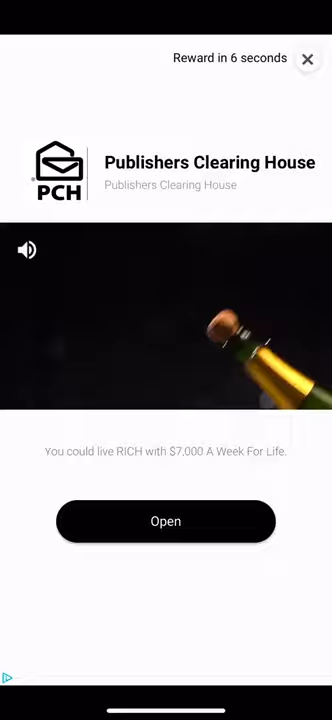 Reward in 6 seconds
PCH
Publishers Clearing House
Publishers Clearing House
You could live RICH with $7,000 A Week For Life.
Open